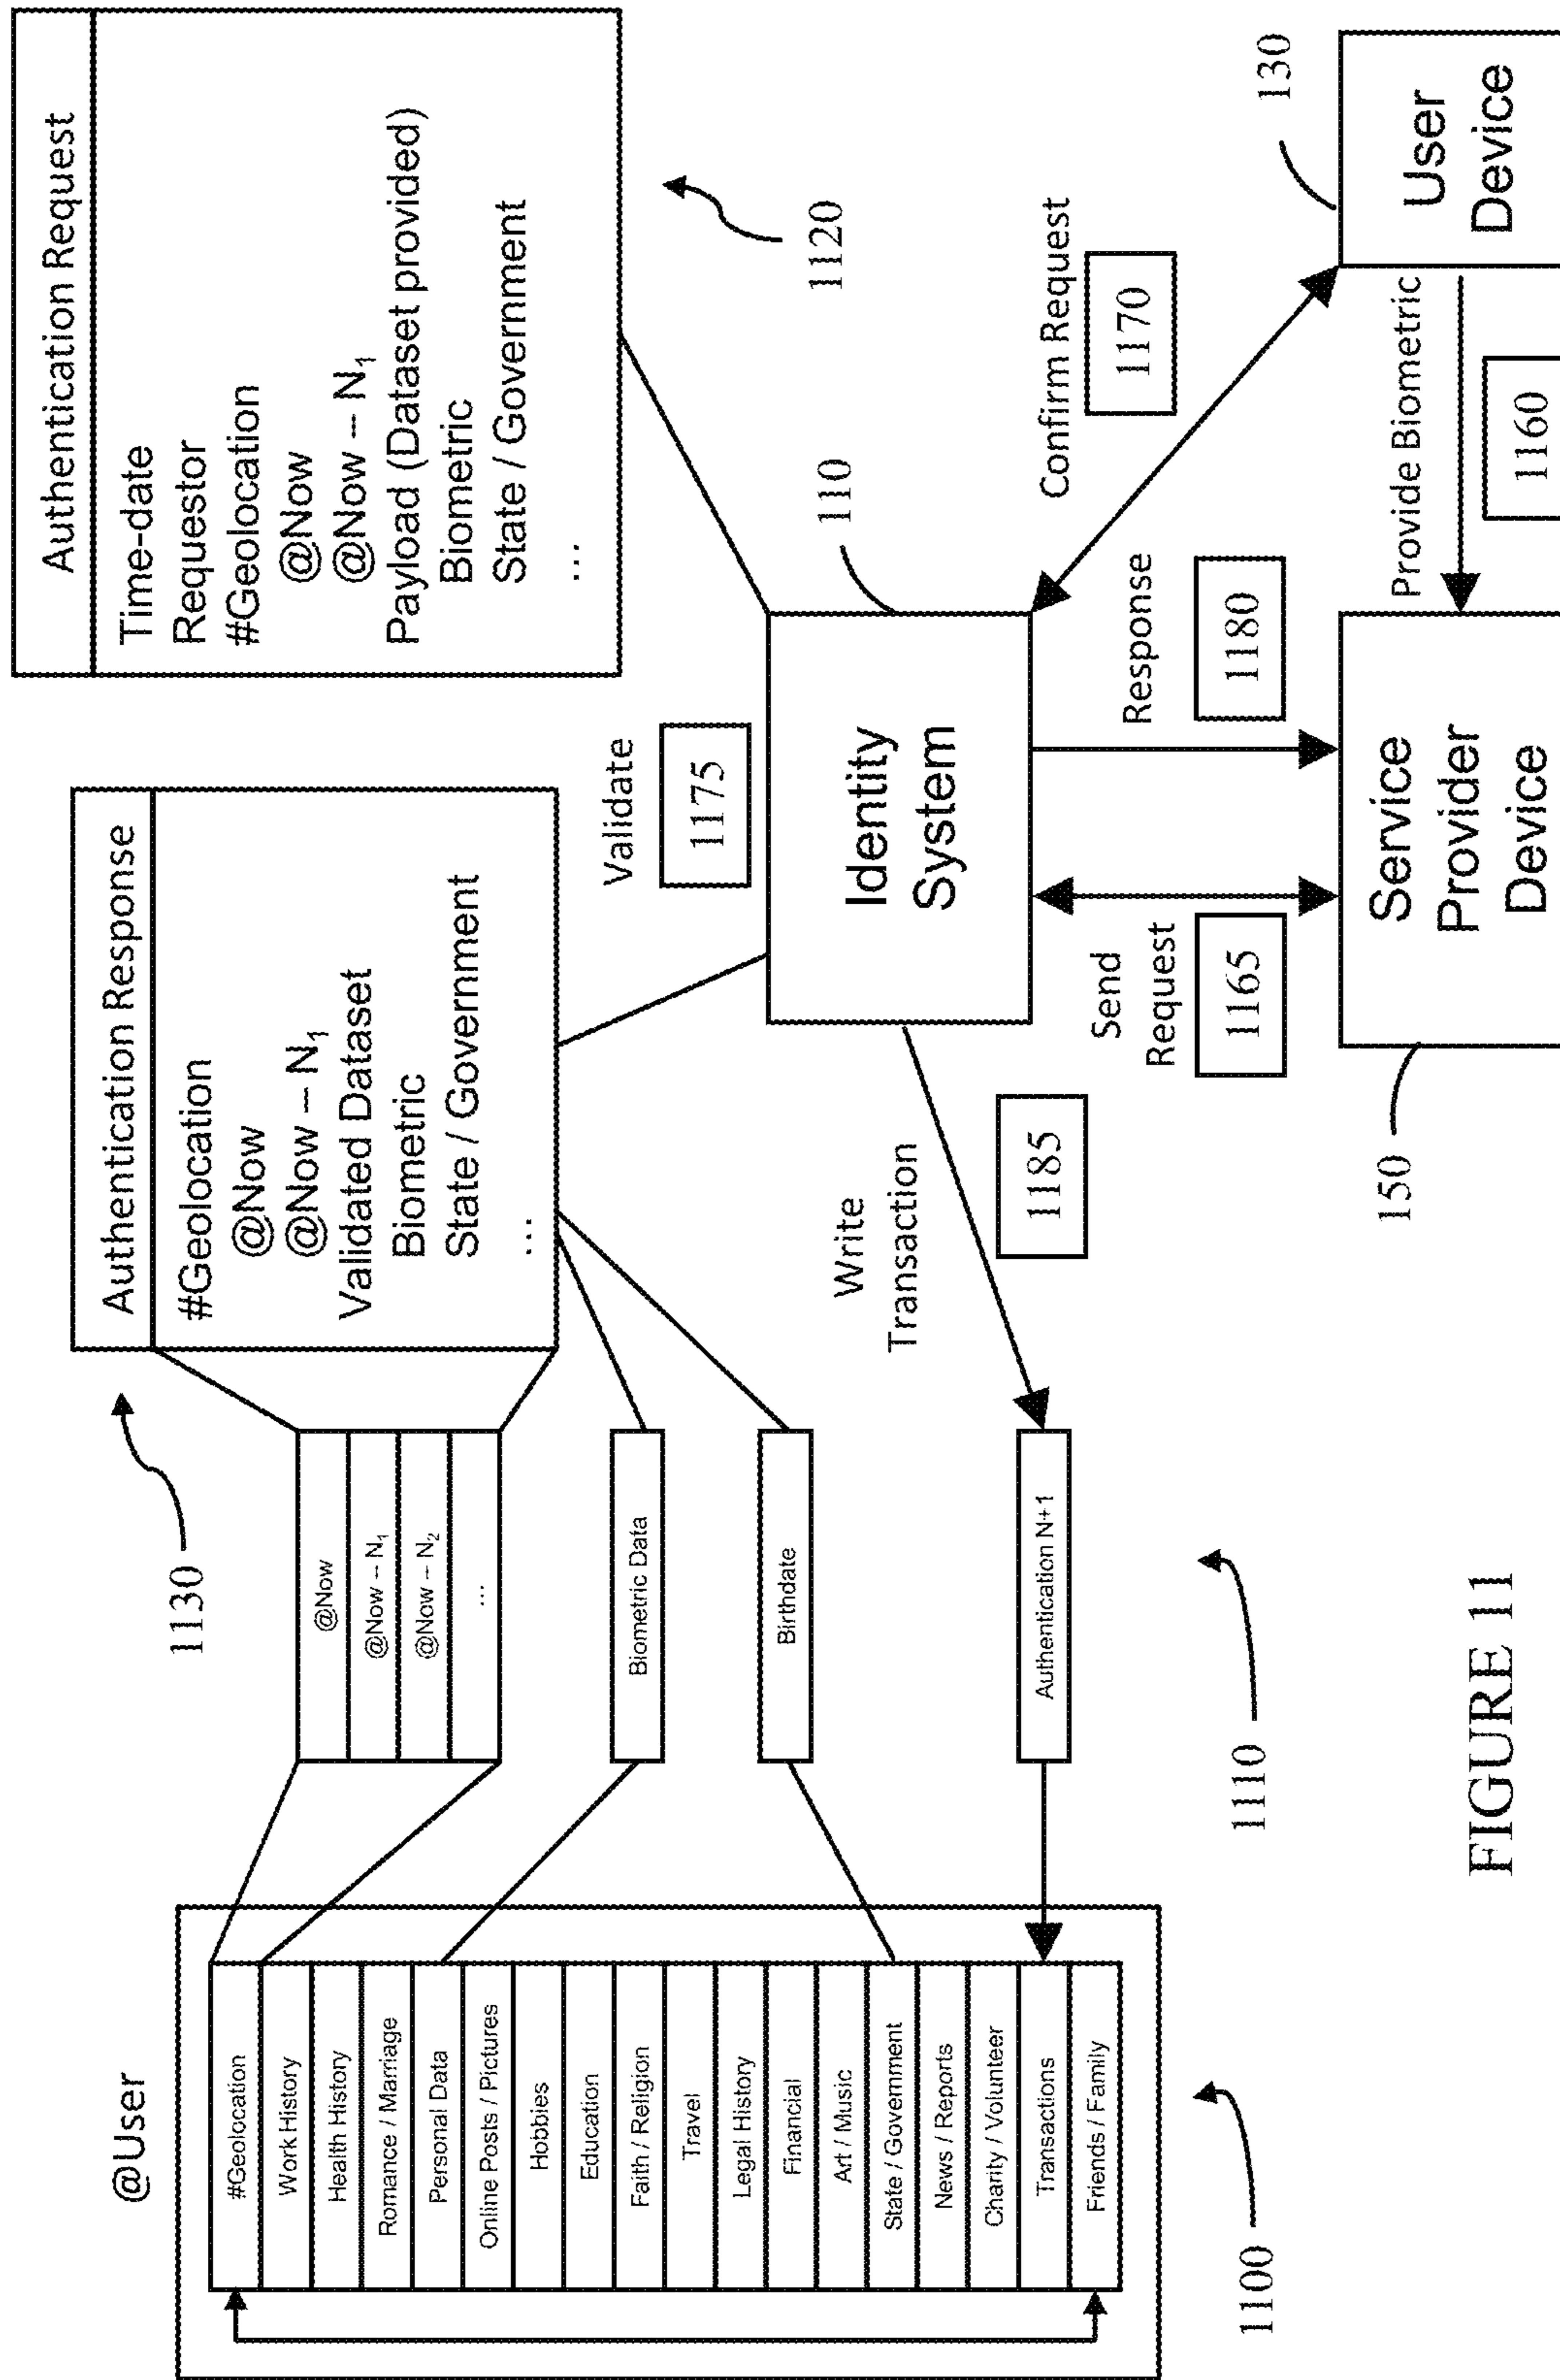 @User
#Geolocation
Work History
Health History
Romance / Marriage
Personal Data
Online Posts / Pictures
Hobbies
Education
Faith / Religion
Travel
Legal History
Financial
Art / Music
State / Government
News / Reports
Charity / Volunteer
Transactions
Friends / Family
1100
@Now
@Now -- N₁
@Now -- N₂
...
Biometric Data
Birthdate
Authentication N+1
1110
1130
Authentication Response
#Geolocation
@Now
@Now -- N₁
Validated Dataset
Biometric
State / Government
...
Write
Transaction
1185
Validate
1175
Authentication Request
Time-date
Requestor
#Geolocation
@Now
@Now -- N₁
Payload (Dataset provided)
Biometric
State / Government
...
1120
Identity
System
110
Send
Request
1165
Response
1180
Confirm Request
1170
150
Service
Provider
Device
Provide Biometric
1160
130
User
Device
FIGURE 11